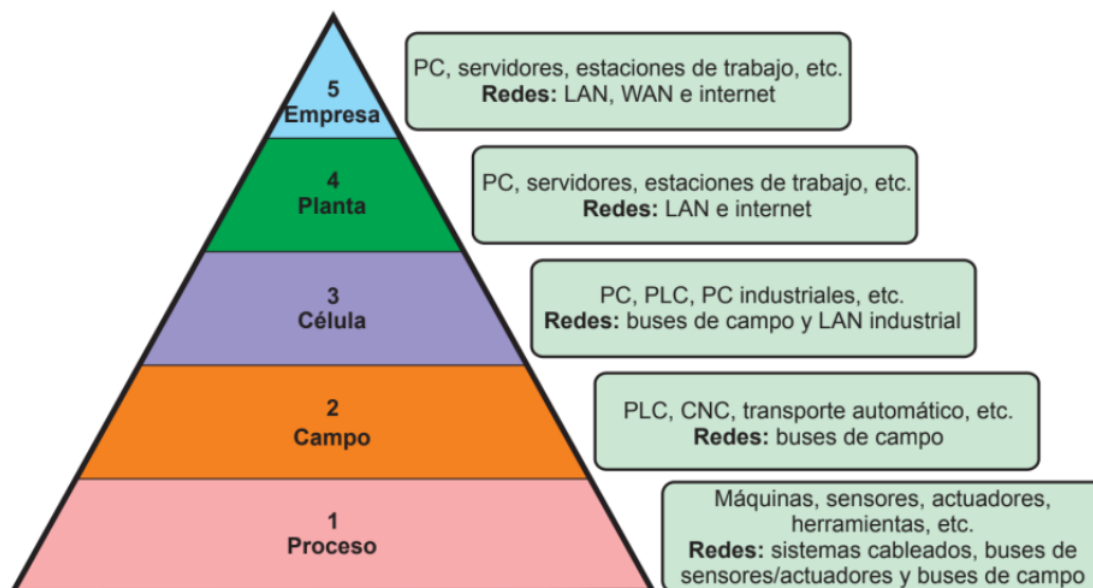 5
Empresa
PC, servidores, estaciones de trabajo, etc.
Redes: LAN, WAN e internet
4
Planta
PC, servidores, estaciones de trabajo, etc.
Redes: LAN e internet
3
Célula
PC, PLC, PC industriales, etc.
Redes: buses de campo y LAN industrial
2
Campo
PLC, CNC, transporte automático, etc.
Redes: buses de campo
1
Proceso
Máquinas, sensores, actuadores,
herramientas, etc.
Redes: sistemas cableados, buses de
sensores/actuadores y buses de campo